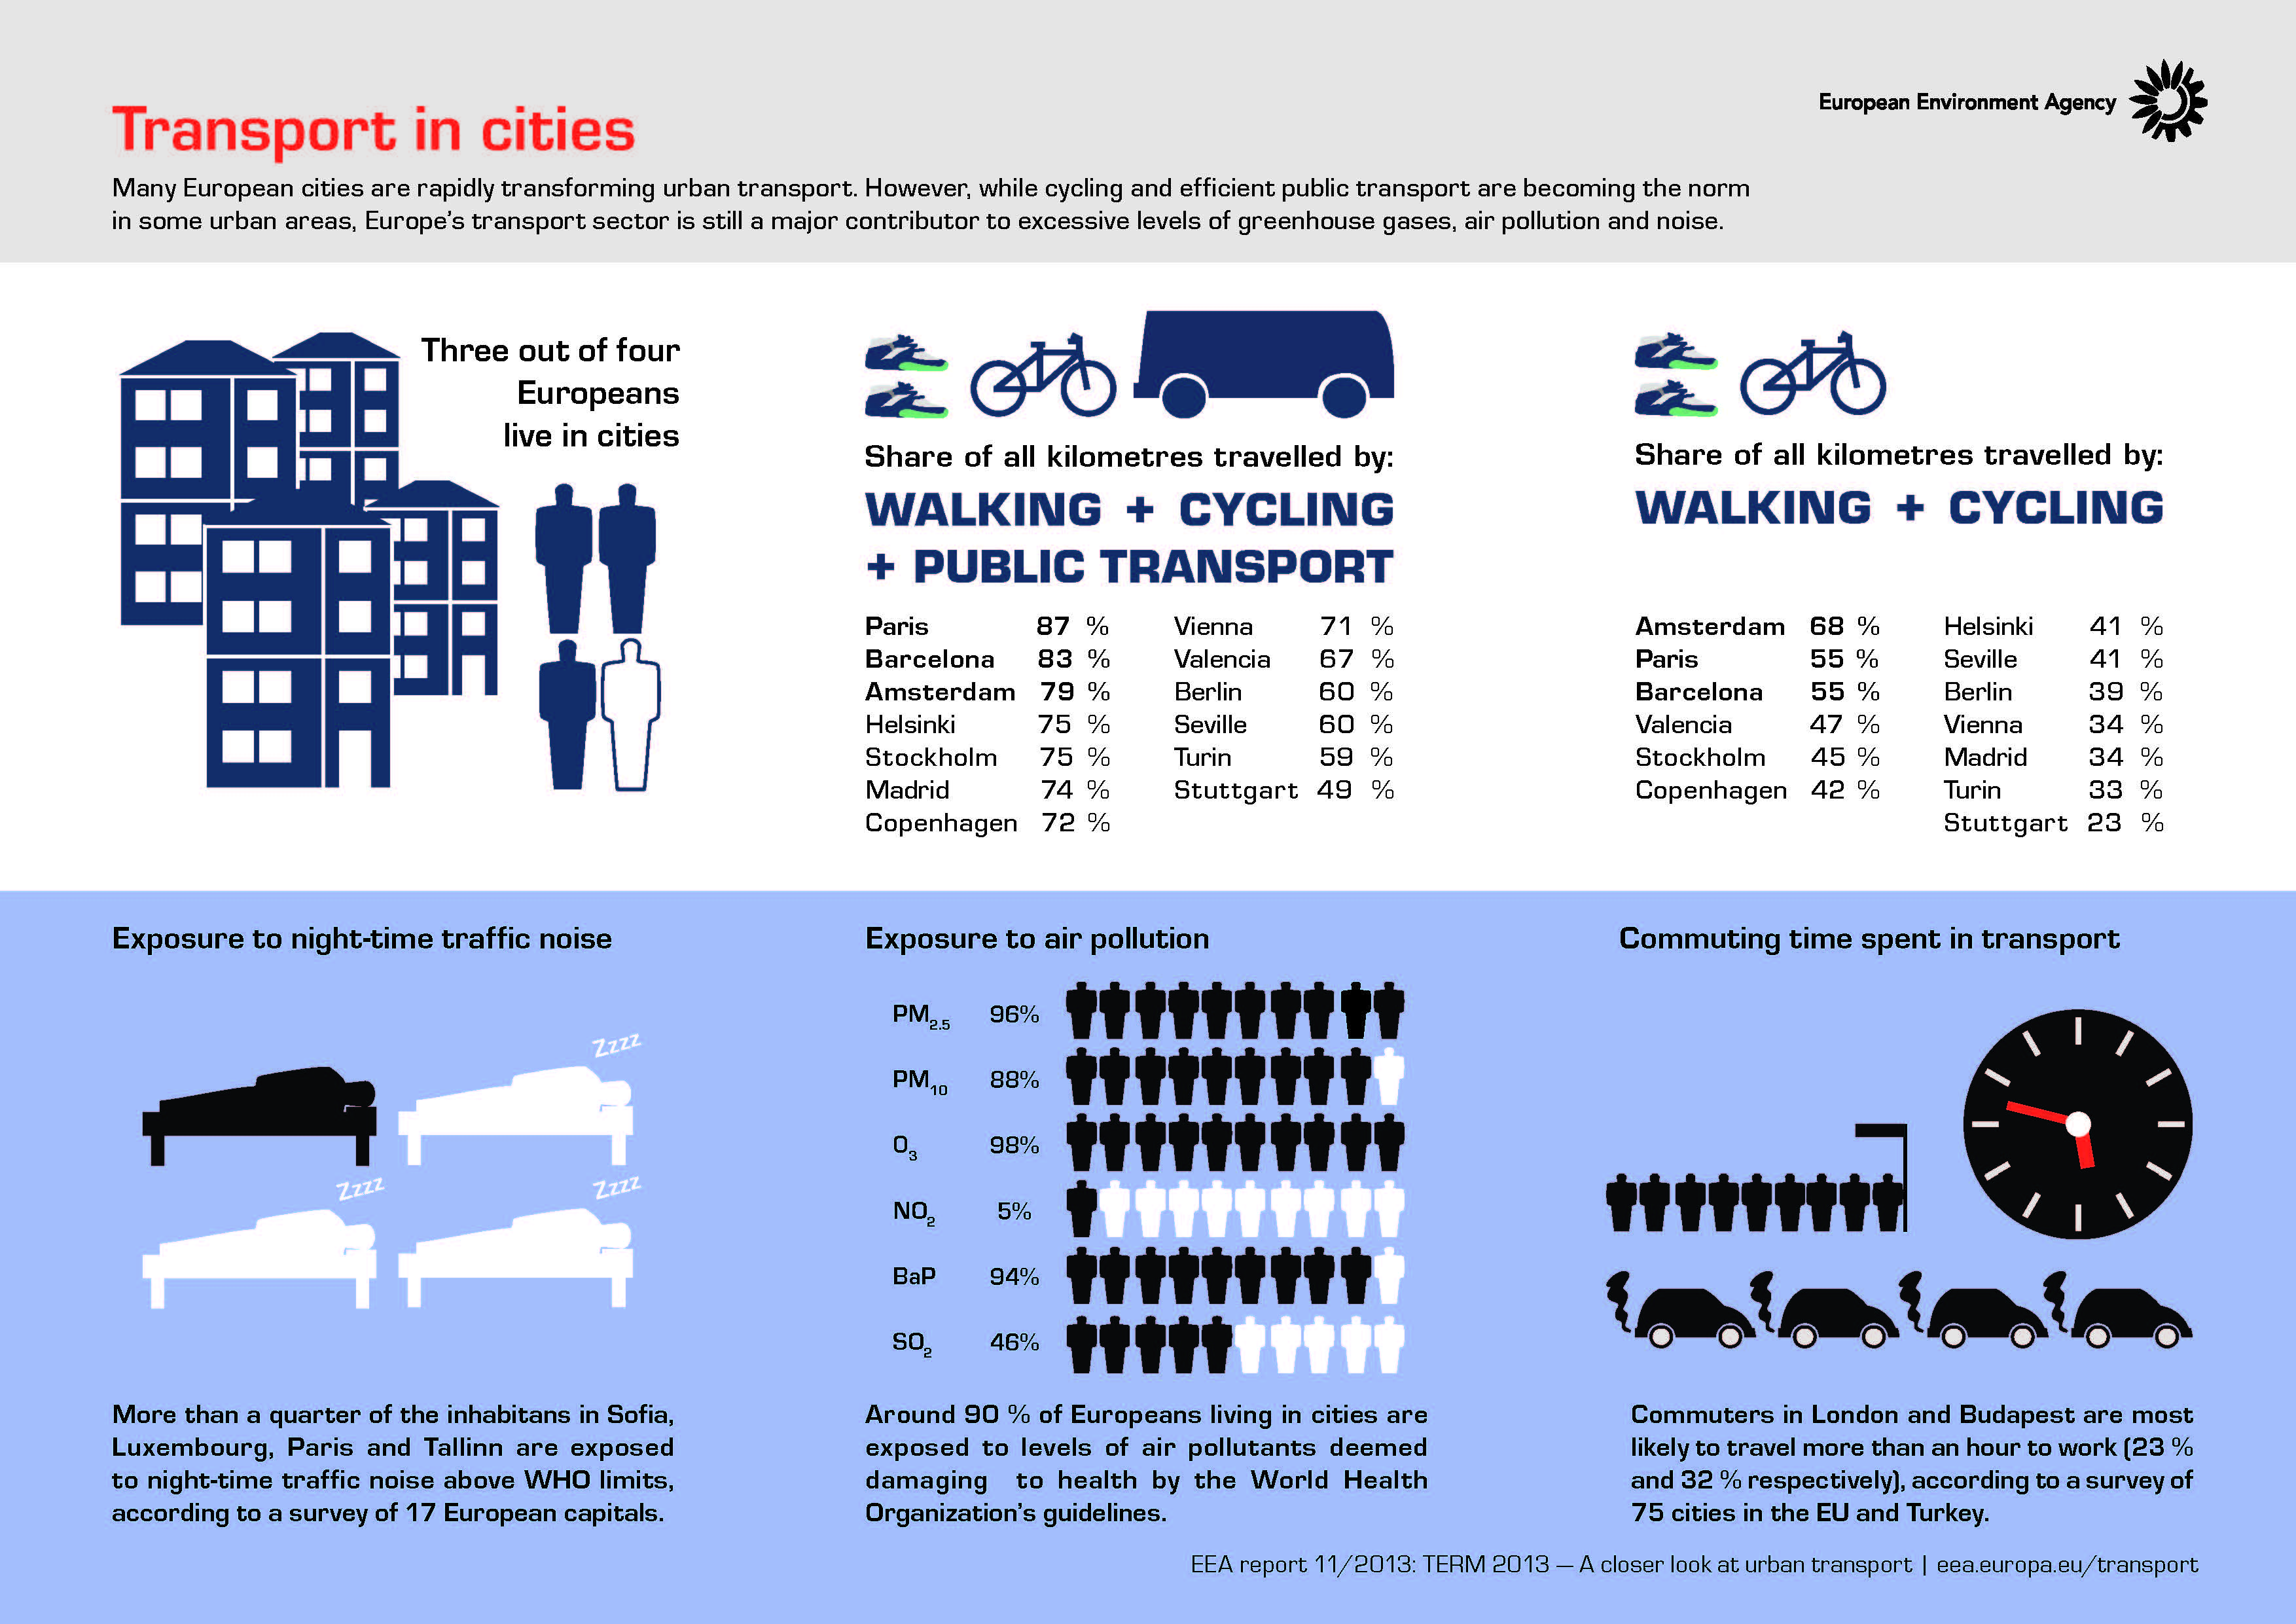 European Environment Agency
Transport in cities
Many European cities are rapidly transforming urban transport. However, while cycling and efficient public transport are becoming the norm
in some urban areas, Europe's transport sector is still a major contributor to excessive levels of greenhouse gases, air pollution and noise.
Three out of four
Europeans
live in cities
Share of all kilometres travelled by:
WALKING + CYCLING
+ PUBLIC TRANSPORT
Paris 87 %
Barcelona 83 %
Amsterdam 79 %
Helsinki 75 %
Stockholm 75 %
Madrid 74 %
Copenhagen 72 %
Vienna 71 %
Valencia 67 %
Berlin 60 %
Seville 60 %
Turin 59 %
Stuttgart 49 %
Share of all kilometres travelled by:
WALKING + CYCLING
Amsterdam 68 %
Paris 55 %
Barcelona 55 %
Valencia 47 %
Stockholm 45 %
Copenhagen 42 %
Helsinki 41 %
Seville 41 %
Berlin 39 %
Vienna 34 %
Madrid 34 %
Turin 33 %
Stuttgart 23 %
Exposure to night-time traffic noise
Zzzz
Zzzz
Zzzz
More than a quarter of the inhabitans in Sofia,
Luxembourg, Paris and Tallinn are exposed
to night-time traffic noise above WHO limits,
according to a survey of 17 European capitals.
Exposure to air pollution
PM2.5 96%
PM10 88%
O3 98%
NO2 5%
BaP 94%
SO2 46%
Around 90 % of Europeans living in cities are
exposed to levels of air pollutants deemed
damaging to health by the World Health
Organization's guidelines.
Commuting time spent in transport
Commuters in London and Budapest are most
likely to travel more than an hour to work (23 %
and 32 % respectively), according to a survey of
75 cities in the EU and Turkey.
EEA report 11/2013: TERM 2013 — A closer look at urban transport | eea.europa.eu/transport